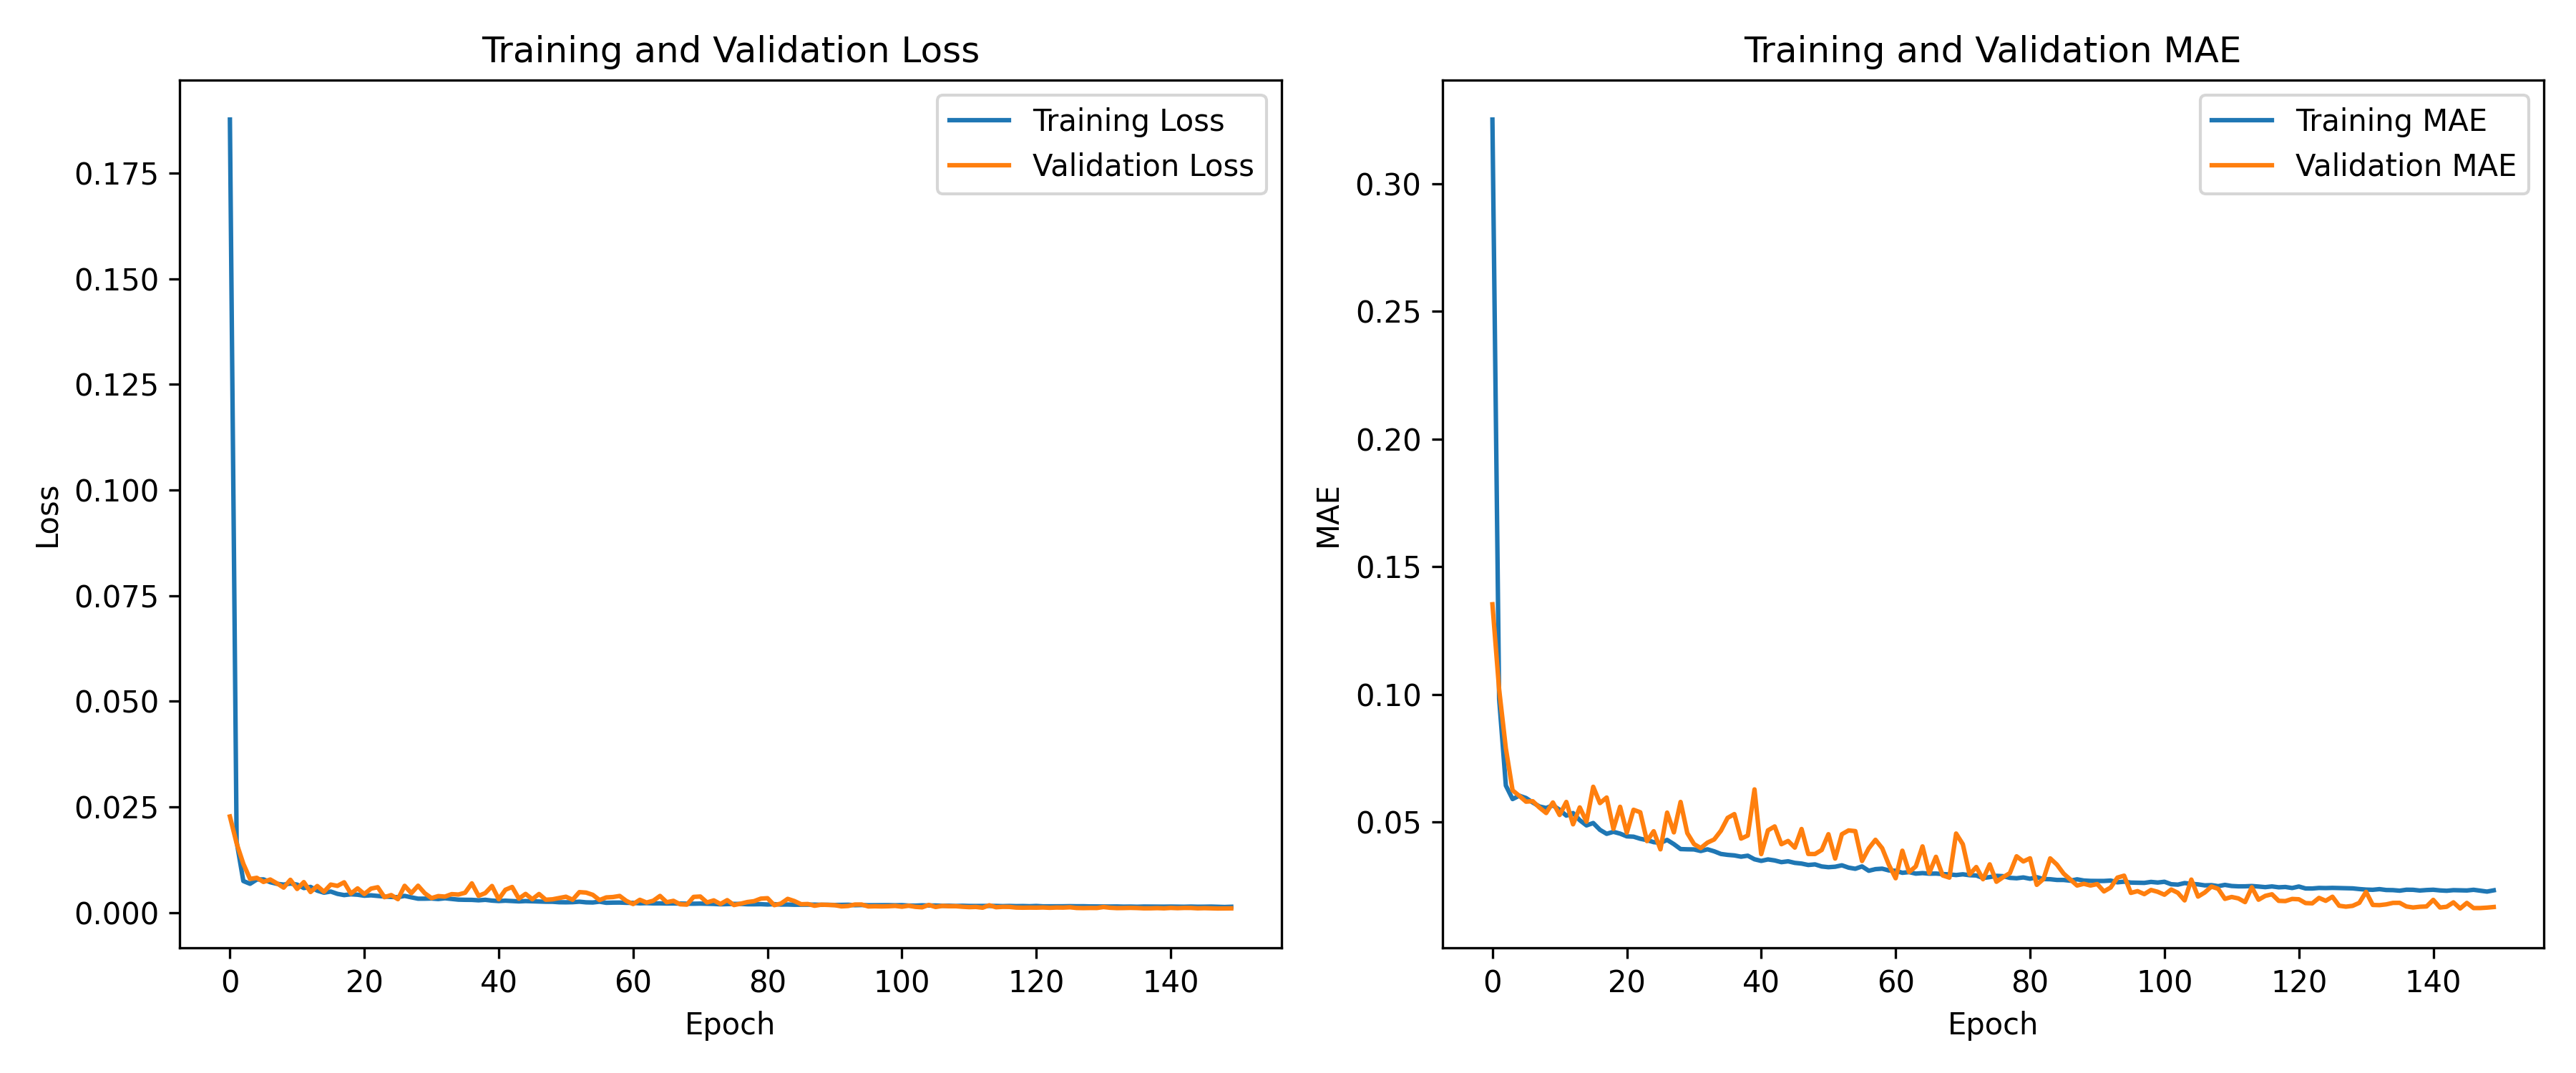 Training and Validation Loss
Training Loss
Validation Loss
0.175
0.150
0.125
0.100
0.075
0.050
0.025
0.000
Loss
0 20 40 60 80 100 120 140
Epoch
Training and Validation MAE
Training MAE
Validation MAE
0.30
0.25
0.20
0.15
0.10
0.05
MAE
0 20 40 60 80 100 120 140
Epoch